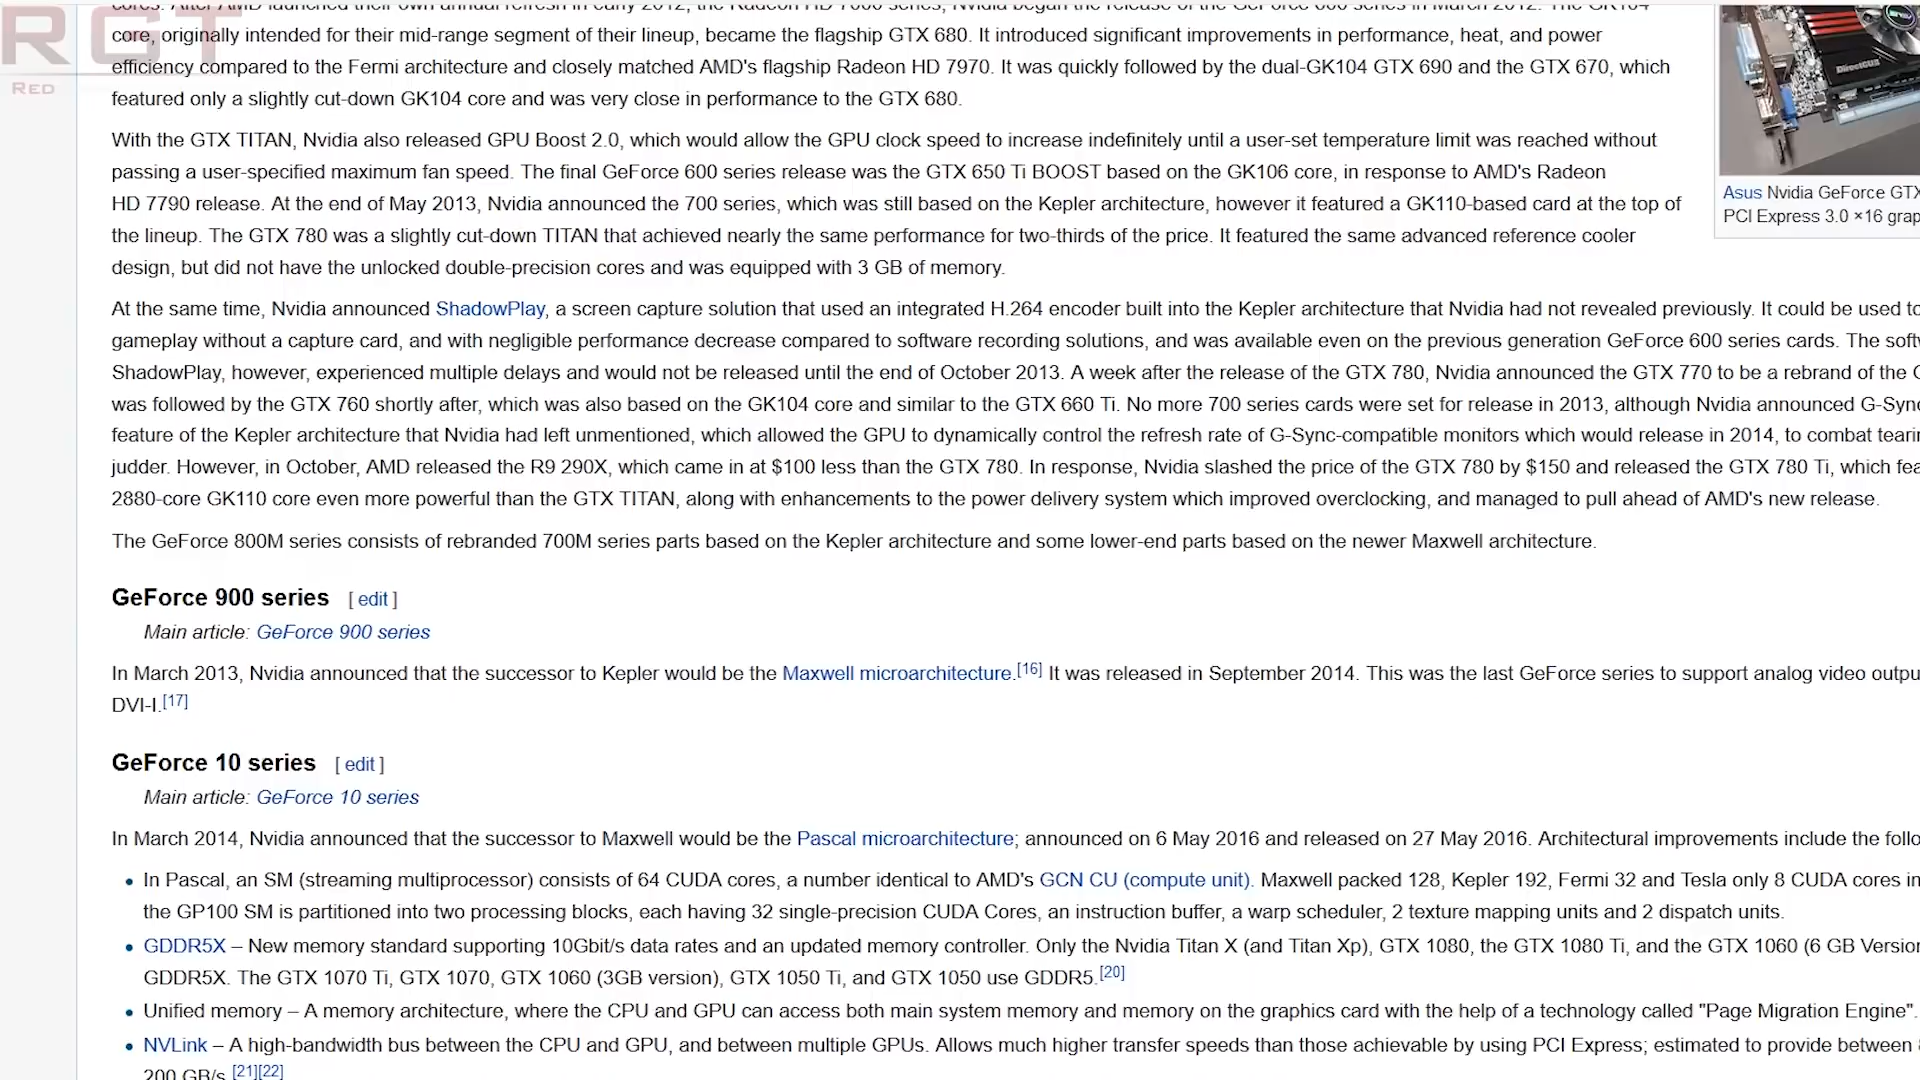 RGT
RED
cores. After AMD launched their own annual refresh in early 2012, the Radeon HD 7000 series, Nvidia began the release of the GeForce 600 series in March 2012. The GK104
core, originally intended for their mid-range segment of their lineup, became the flagship GTX 680. It introduced significant improvements in performance, heat, and power
efficiency compared to the Fermi architecture and closely matched AMD's flagship Radeon HD 7970. It was quickly followed by the dual-GK104 GTX 690 and the GTX 670, which
featured only a slightly cut-down GK104 core and was very close in performance to the GTX 680.
With the GTX TITAN, Nvidia also released GPU Boost 2.0, which would allow the GPU clock speed to increase indefinitely until a user-set temperature limit was reached without
passing a user-specified maximum fan speed. The final GeForce 600 series release was the GTX 650 Ti BOOST based on the GK106 core, in response to AMD's Radeon
HD 7790 release. At the end of May 2013, Nvidia announced the 700 series, which was still based on the Kepler architecture, however it featured a GK110-based card at the top of
the lineup. The GTX 780 was a slightly cut-down TITAN that achieved nearly the same performance for two-thirds of the price. It featured the same advanced reference cooler
design, but did not have the unlocked double-precision cores and was equipped with 3 GB of memory.
DirectCUII
Asus Nvidia GeForce GTX
PCI Express 3.0 ×16 grap
At the same time, Nvidia announced ShadowPlay, a screen capture solution that used an integrated H.264 encoder built into the Kepler architecture that Nvidia had not revealed previously. It could be used to
gameplay without a capture card, and with negligible performance decrease compared to software recording solutions, and was available even on the previous generation GeForce 600 series cards. The softw
ShadowPlay, however, experienced multiple delays and would not be released until the end of October 2013. A week after the release of the GTX 780, Nvidia announced the GTX 770 to be a rebrand of the G
was followed by the GTX 760 shortly after, which was also based on the GK104 core and similar to the GTX 660 Ti. No more 700 series cards were set for release in 2013, although Nvidia announced G-Sync
feature of the Kepler architecture that Nvidia had left unmentioned, which allowed the GPU to dynamically control the refresh rate of G-Sync-compatible monitors which would release in 2014, to combat tearin
judder. However, in October, AMD released the R9 290X, which came in at $100 less than the GTX 780. In response, Nvidia slashed the price of the GTX 780 by $150 and released the GTX 780 Ti, which fea
2880-core GK110 core even more powerful than the GTX TITAN, along with enhancements to the power delivery system which improved overclocking, and managed to pull ahead of AMD's new release.
The GeForce 800M series consists of rebranded 700M series parts based on the Kepler architecture and some lower-end parts based on the newer Maxwell architecture.
GeForce 900 series [ edit ]
Main article: GeForce 900 series
In March 2013, Nvidia announced that the successor to Kepler would be the Maxwell microarchitecture.[16] It was released in September 2014. This was the last GeForce series to support analog video outpu
DVI-I.[17]
GeForce 10 series [ edit ]
Main article: GeForce 10 series
In March 2014, Nvidia announced that the successor to Maxwell would be the Pascal microarchitecture; announced on 6 May 2016 and released on 27 May 2016. Architectural improvements include the follo
• In Pascal, an SM (streaming multiprocessor) consists of 64 CUDA cores, a number identical to AMD's GCN CU (compute unit). Maxwell packed 128, Kepler 192, Fermi 32 and Tesla only 8 CUDA cores in
the GP100 SM is partitioned into two processing blocks, each having 32 single-precision CUDA Cores, an instruction buffer, a warp scheduler, 2 texture mapping units and 2 dispatch units.
• GDDR5X – New memory standard supporting 10Gbit/s data rates and an updated memory controller. Only the Nvidia Titan X (and Titan Xp), GTX 1080, the GTX 1080 Ti, and the GTX 1060 (6 GB Version
GDDR5X. The GTX 1070 Ti, GTX 1070, GTX 1060 (3GB version), GTX 1050 Ti, and GTX 1050 use GDDR5.[20]
• Unified memory – A memory architecture, where the CPU and GPU can access both main system memory and memory on the graphics card with the help of a technology called "Page Migration Engine".
• NVLink – A high-bandwidth bus between the CPU and GPU, and between multiple GPUs. Allows much higher transfer speeds than those achievable by using PCI Express; estimated to provide between
200 GB/s.[21][22]